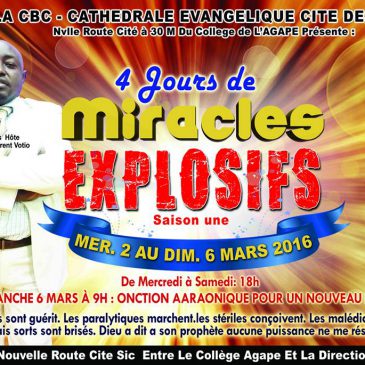 LA CBC - CATHEDRALE EVANGELIQUE CITE DE
Nvlle Route Cité à 30 M Du College de L'AGAPE Présente :
4 Jours de
miracles
EXPLOSIFS
Saison une
Hôte
rent Votio
MER. 2 AU DIM. 6 MARS 2016
De Mercredi à Samedi: 18h
ANCHE 6 MARS À 9H : ONCTION AARAONIQUE POUR UN NOUVEAU
s sont guérit. Les paralytiques marchent.les stériles conçoivent. Les malédic
is sorts sont brisés. Dieu a dit a son prophète aucune puissance ne me rés
Nouvelle Route Cite Sic Entre Le Collège Agape Et La Direction